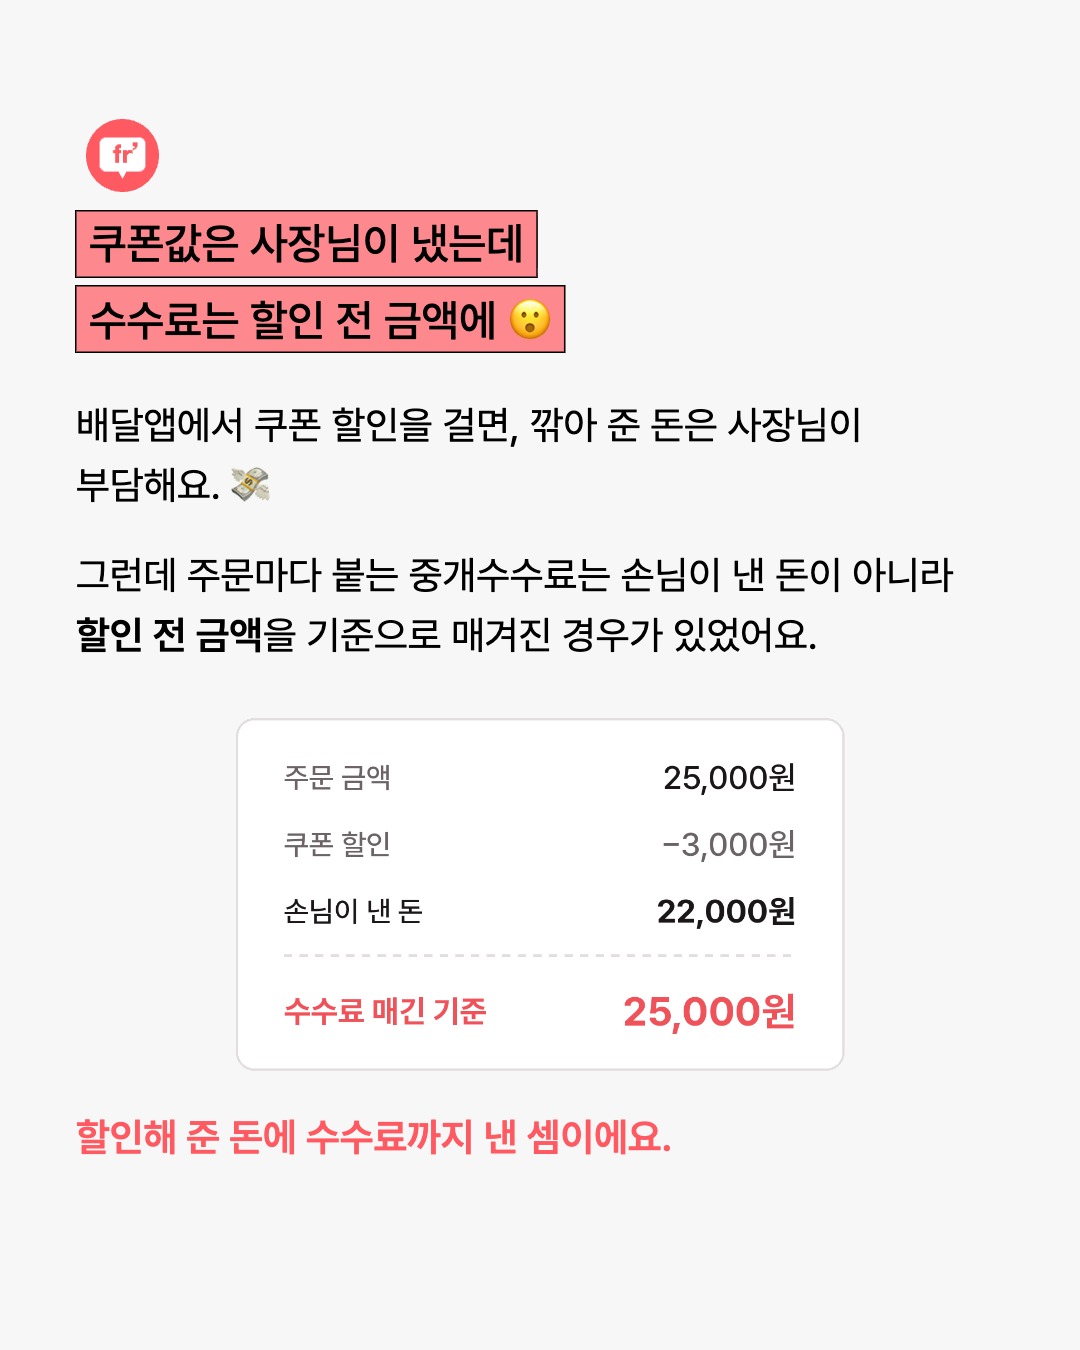 fr'
쿠폰값은 사장님이 냈는데
수수료는 할인 전 금액에 😮
배달앱에서 쿠폰 할인을 걸면, 깎아 준 돈은 사장님이
부담해요. 💸
그런데 주문마다 붙는 중개수수료는 손님이 낸 돈이 아니라
할인 전 금액을 기준으로 매겨진 경우가 있었어요.
주문 금액 25,000원
쿠폰 할인 −3,000원
손님이 낸 돈 22,000원
수수료 매긴 기준 25,000원
할인해 준 돈에 수수료까지 낸 셈이에요.